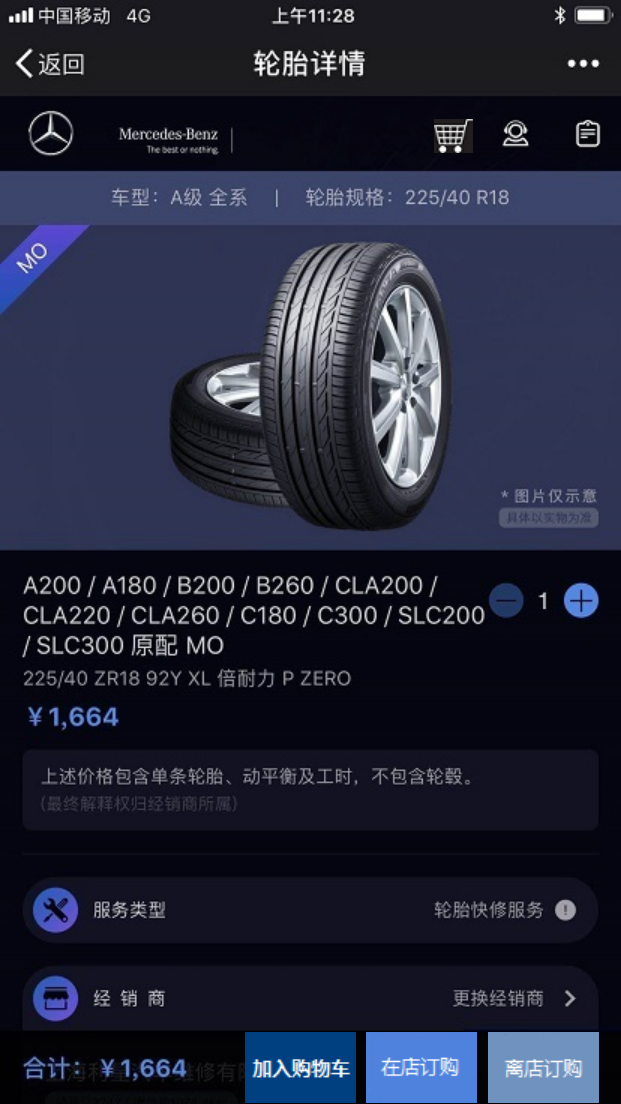 中国移动 4G 上午11:28
返回 轮胎详情
Mercedes-Benz
The best or nothing.
车型：A级 全系 | 轮胎规格：225/40 R18
MO
* 图片仅示意
具体以实物为准
A200 / A180 / B200 / B260 / CLA200 /
CLA220 / CLA260 / C180 / C300 / SLC200
/ SLC300 原配 MO
1
225/40 ZR18 92Y XL 倍耐力 P ZERO
￥1,664
上述价格包含单条轮胎、动平衡及工时，不包含轮毂。
（最终解释权归经销商所属）
服务类型 轮胎快修服务
经 销 商 更换经销商
合计：￥1,664 加入购物车 在店订购 离店订购